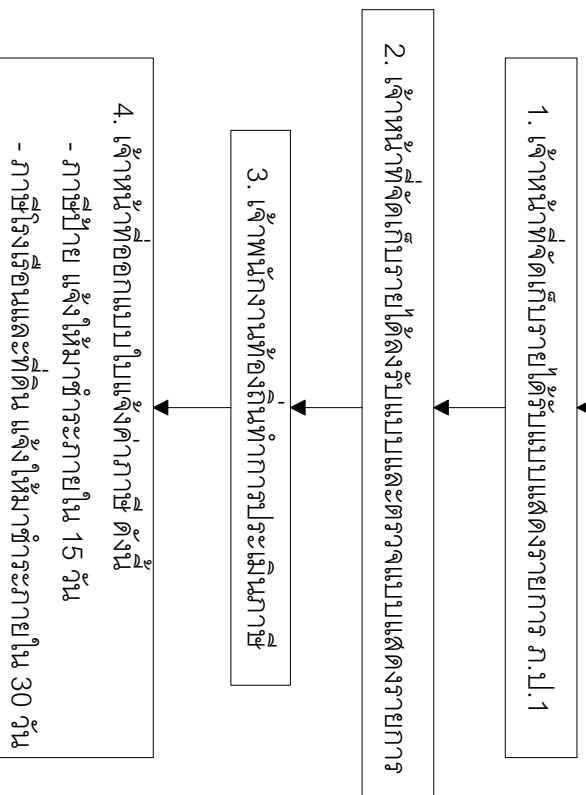 1. เจ้าหน้าที่จัดเก็บรายได้รับแบบแสดงรายการ ภ.ป.1
2. เจ้าหน้าที่จัดเก็บรายได้ลงรับแบบและตรวจแบบแสดงรายการ
3. เจ้าพนักงานท้องถิ่นทำการประเมินภาษี
4. เจ้าหน้าที่ออกแบบใบแจ้งค่าภาษี ดังนี้
- ภาษีป้าย แจ้งให้มาชำระภายใน 15 วัน
- ภาษีโรงเรือนและที่ดิน แจ้งให้มาชำระภายใน 30 วัน